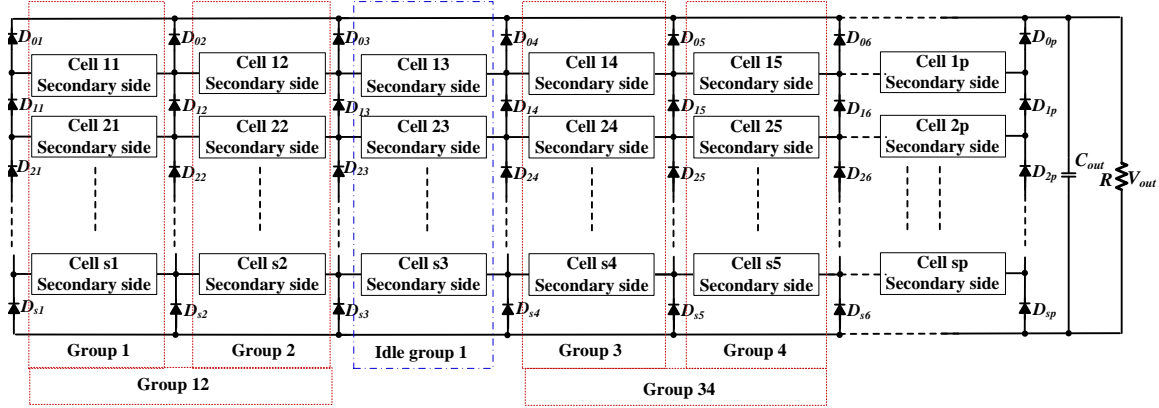 D01 D02 D03 D04 D05 D06 D0p
Cell 11 Cell 12 Cell 13 Cell 14 Cell 15 Cell 1p
Secondary side Secondary side Secondary side Secondary side Secondary side Secondary side
D11 D12 D13 D14 D15 D16 D1p
Cell 21 Cell 22 Cell 23 Cell 24 Cell 25 Cell 2p
Secondary side Secondary side Secondary side Secondary side Secondary side Secondary side
D21 D22 D23 D24 D25 D26 D2p
Cout R Vout
Cell s1 Cell s2 Cell s3 Cell s4 Cell s5 Cell sp
Secondary side Secondary side Secondary side Secondary side Secondary side Secondary side
Ds1 Ds2 Ds3 Ds4 Ds5 Ds6 Dsp
Group 1 Group 2 Idle group 1 Group 3 Group 4
Group 12 Group 34